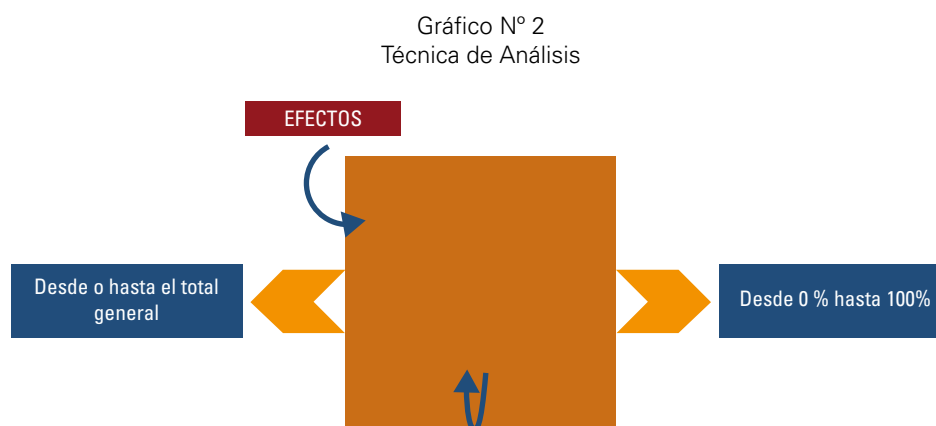 Gráfico Nº 2
Técnica de Análisis
EFECTOS
Desde o hasta el total
general
Desde 0 % hasta 100%